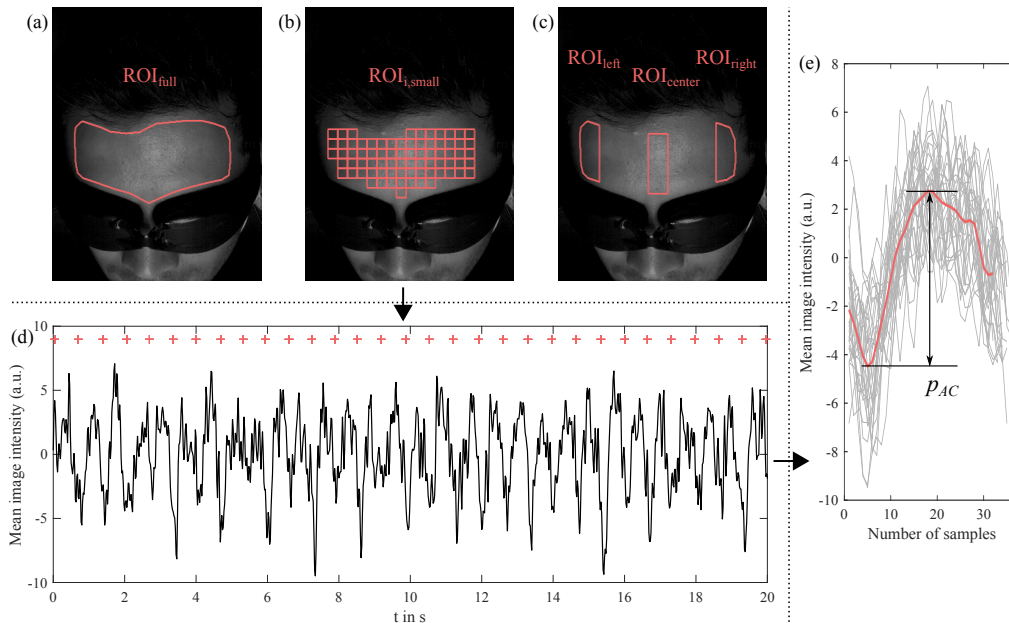 (a)
ROIfull
(b)
ROIi,small
(c)
ROIleft
ROIcenter
ROIright
(d)
10
5
0
-5
-10
Mean image intensity (a.u.)
0 2 4 6 8 10 12 14 16 18 20
t in s
(e)
8
6
4
2
0
-2
-4
-6
-8
-10
Mean image intensity (a.u.)
pAC
0 10 20 30
Number of samples